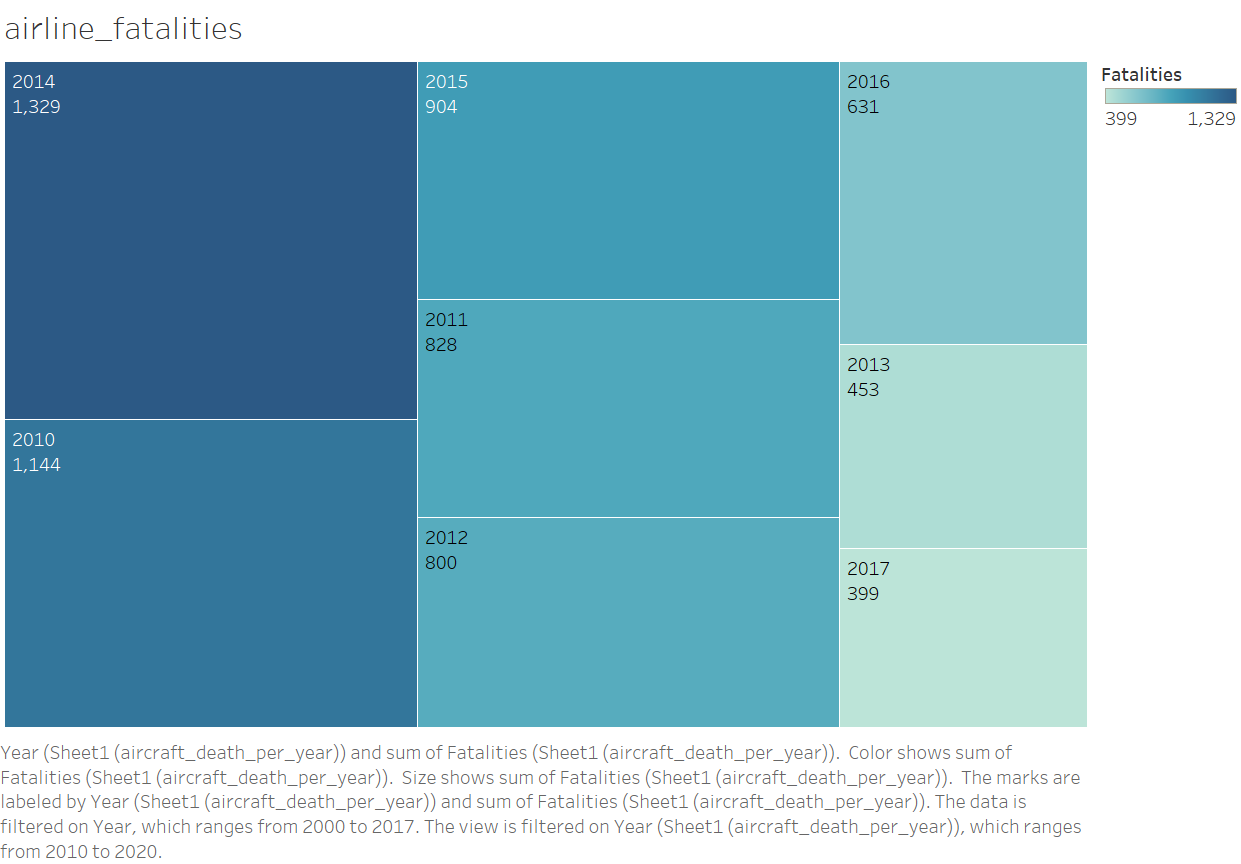 airline_fatalities
2014
1,329
2010
1,144
2015
904
2011
828
2012
800
2016
631
2013
453
2017
399
Fatalities
399 1,329
Year (Sheet1 (aircraft_death_per_year)) and sum of Fatalities (Sheet1 (aircraft_death_per_year)).  Color shows sum of
Fatalities (Sheet1 (aircraft_death_per_year)).  Size shows sum of Fatalities (Sheet1 (aircraft_death_per_year)).  The marks are
labeled by Year (Sheet1 (aircraft_death_per_year)) and sum of Fatalities (Sheet1 (aircraft_death_per_year)). The data is
filtered on Year, which ranges from 2000 to 2017. The view is filtered on Year (Sheet1 (aircraft_death_per_year)), which ranges
from 2010 to 2020.